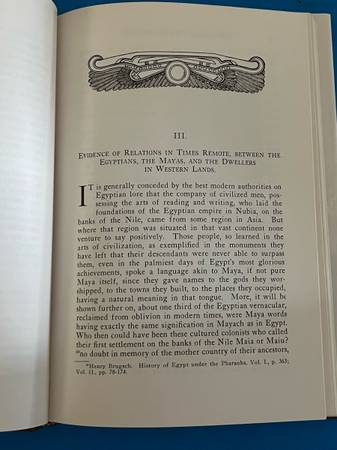 III.
EVIDENCE OF RELATIONS IN TIMES REMOTE, BETWEEN THE
EGYPTIANS, THE MAYAS, AND THE DWELLERS
IN WESTERN LANDS.
IT is generally conceded by the best modern authorities on
Egyptian lore that the company of civilized men, pos-
sessing the arts of reading and writing, who laid the
foundations of the Egyptian empire in Nubia, on the
banks of the Nile, came from some region in Asia. But
where that region was situated in that vast continent none
venture to say positively. Those people, so learned in the
arts of civilization, as exemplified in the monuments they
have left that their descendants were never able to surpass
them, even in the palmiest days of Egypt's most glorious
achievements, spoke a language akin to Maya, if not pure
Maya itself, since they gave names to the gods they wor-
shipped, to the towns they built, to the places they occupied,
having a natural meaning in that tongue. More, it will be
shown further on, about one third of the Egyptian vernacular,
reclaimed from oblivion in modern times, were Maya words
having exactly the same signification in Mayach as in Egypt.
Who then could have been these cultured colonists who called
their first settlement on the banks of the Nile Maia or Maiu?
*no doubt in memory of the mother country of their ancestors,
*Henry Brugsch. History of Egypt under the Pharaohs, Vol. I., p. 363;
Vol. II., pp. 78-174.